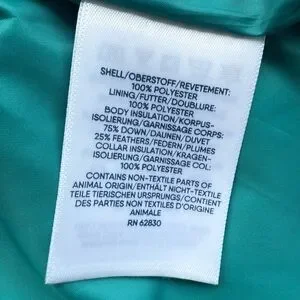 SHELL/OBERSTOFF/REVETEMENT:
100% POLYESTER
LINING/FUTTER/DOUBLURE:
100% POLYESTER
BODY INSULATION/KORPUS-
ISOLIERUNG/GARNISSAGE CORPS:
75% DOWN/DAUNEN/DUVET
25% FEATHERS/FEDERN/PLUMES
COLLAR INSULATION/KRAGEN-
ISOLIERUNG/GARNISSAGE COL:
100% POLYESTER
CONTAINS NON-TEXTILE PARTS OF
ANIMAL ORIGIN/ENTHÄLT NICHT-TEXTILE
TEILE TIERISCHEN URSPRUNGS/CONTIENT
DES PARTIES NON TEXTILES D'ORIGINE
ANIMALE
RN 62830